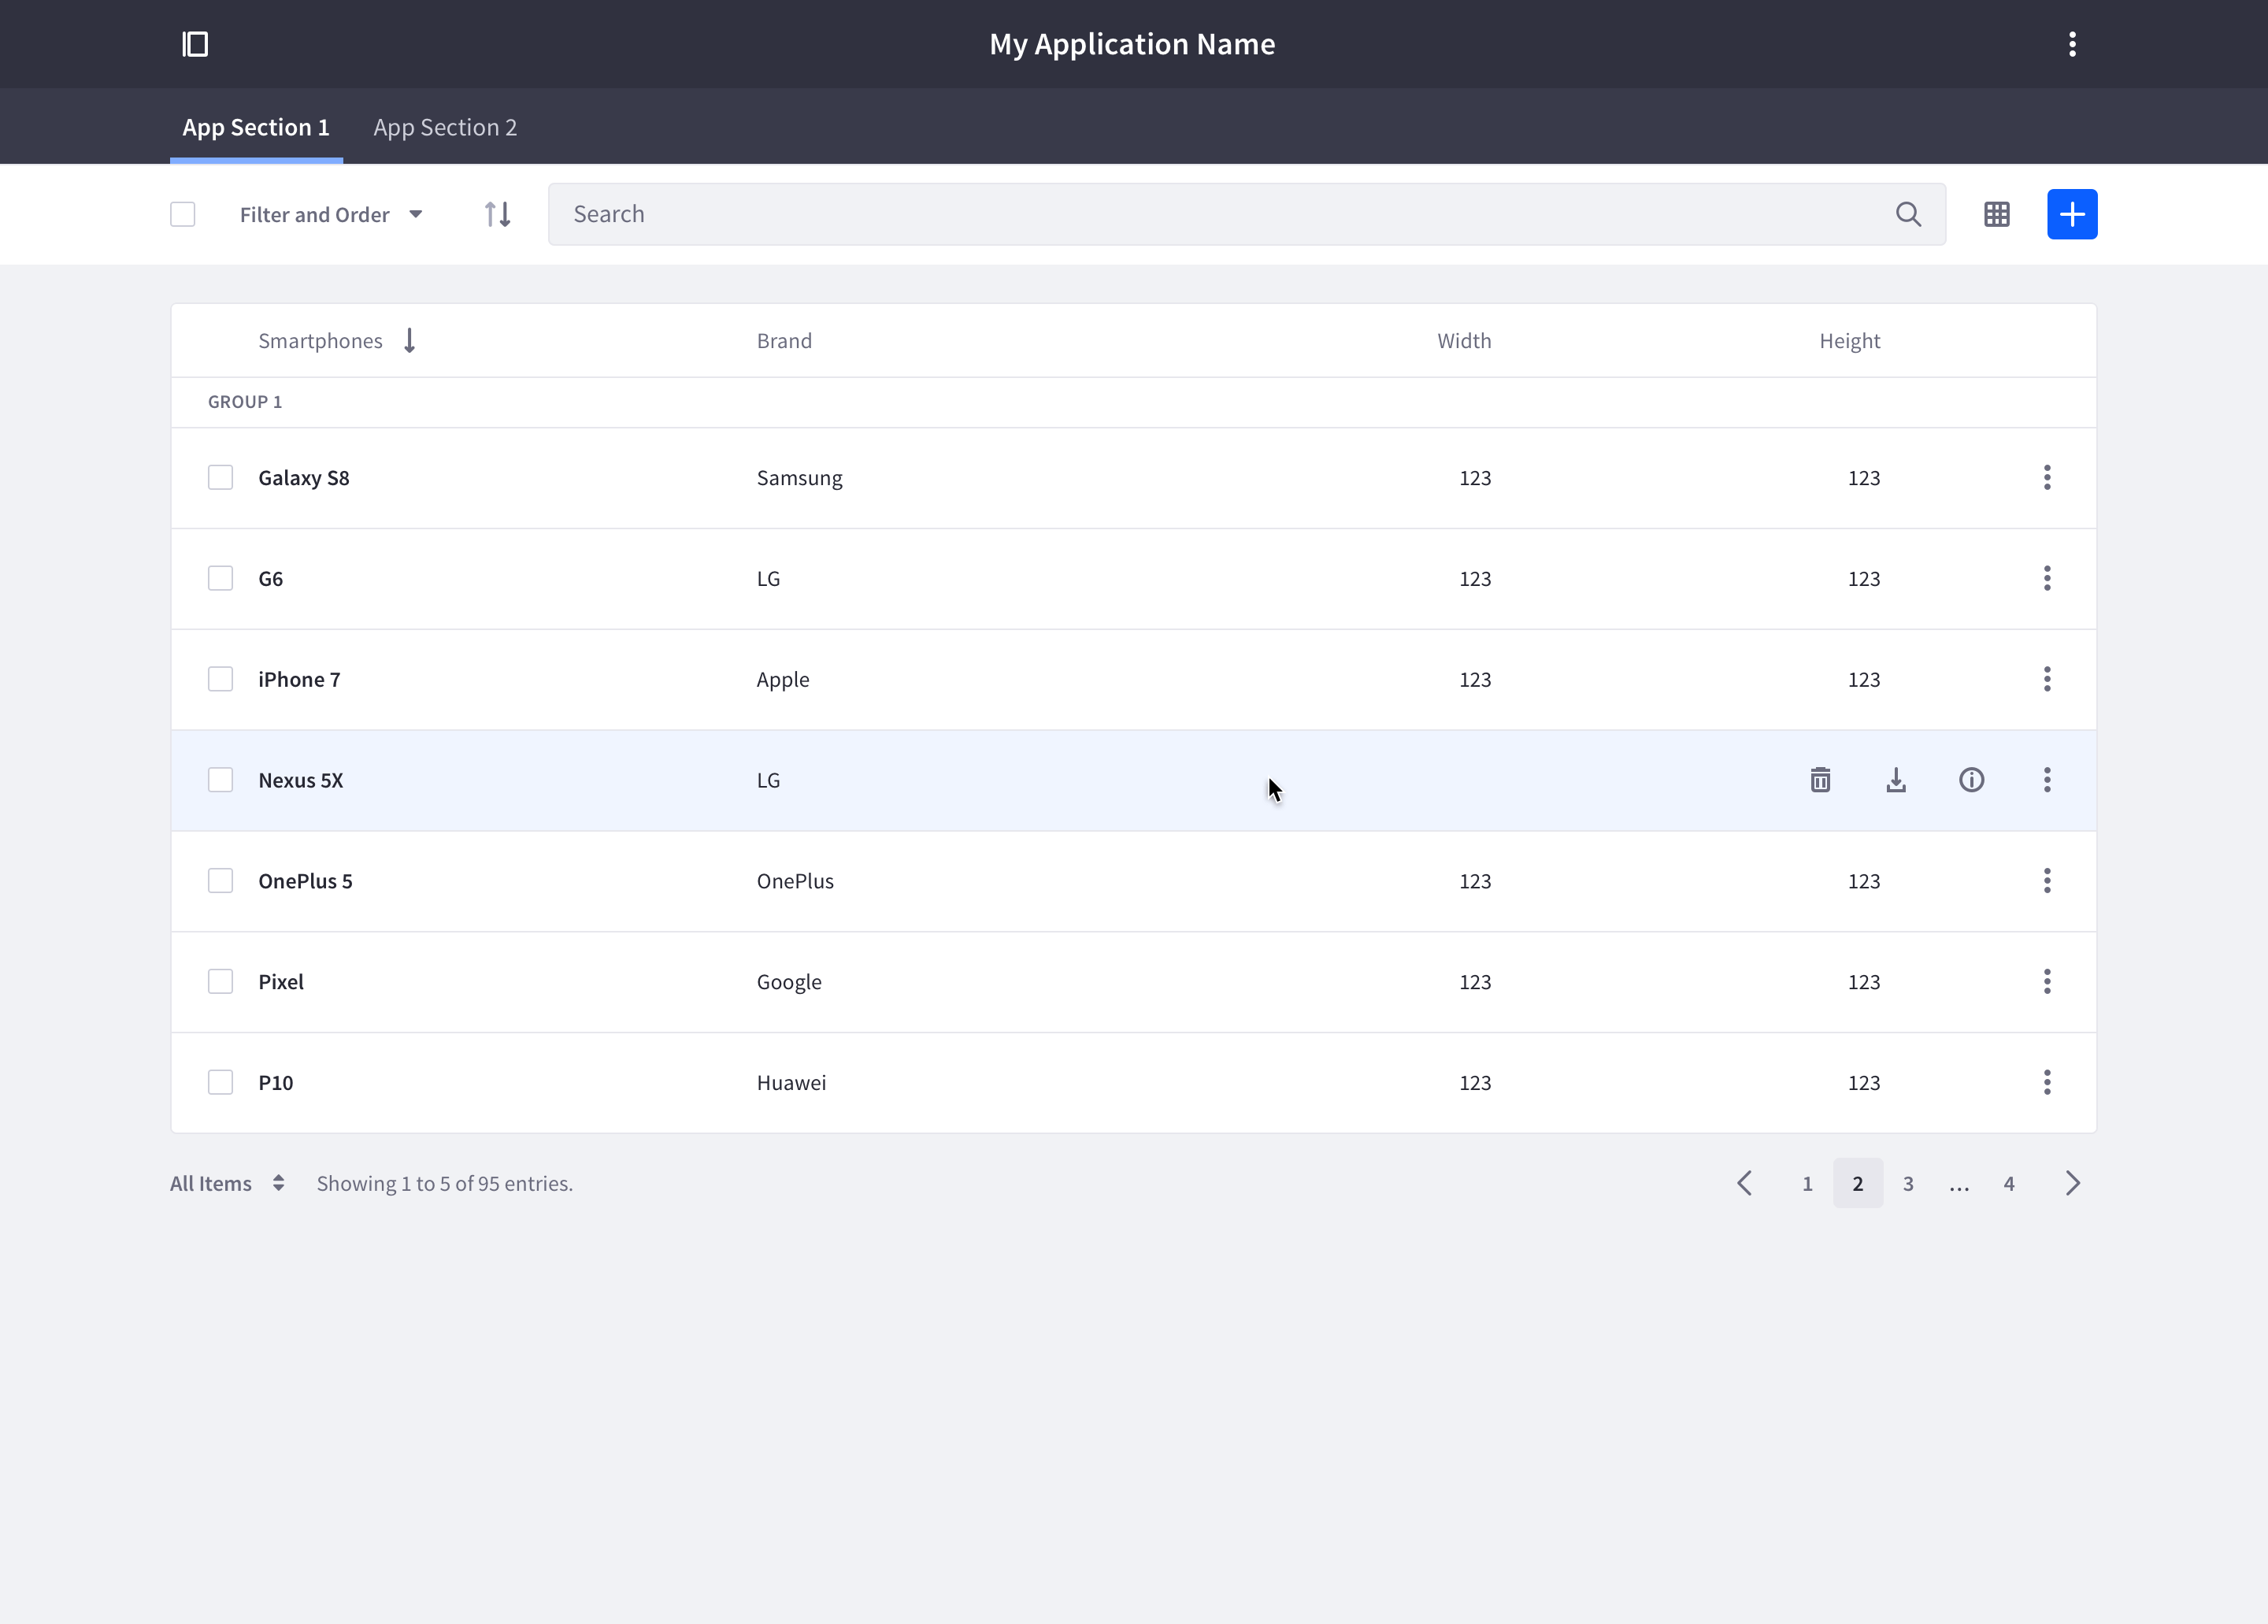 My Application Name
App Section 1 App Section 2
Filter and Order Search
Smartphones Brand Width Height
GROUP 1
Galaxy S8 Samsung 123 123
G6 LG 123 123
iPhone 7 Apple 123 123
Nexus 5X LG
OnePlus 5 OnePlus 123 123
Pixel Google 123 123
P10 Huawei 123 123
All Items Showing 1 to 5 of 95 entries. 1 2 3 ... 4